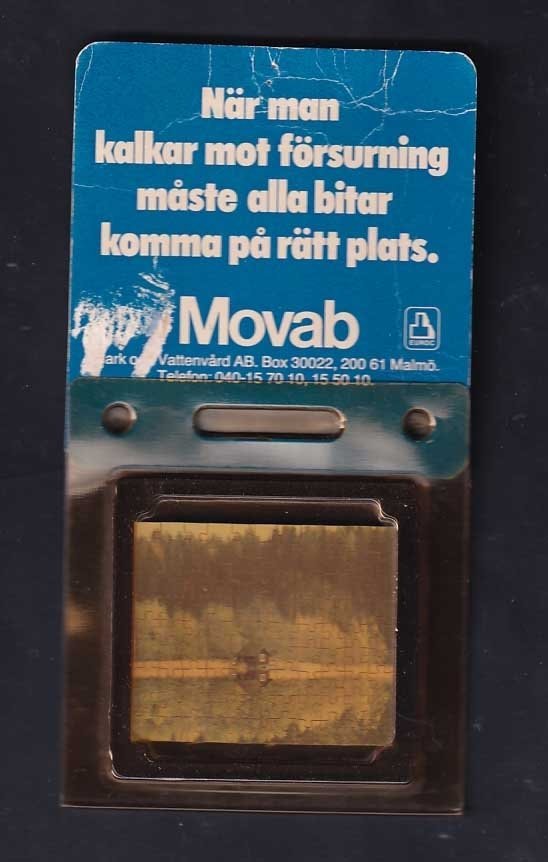 När man
kalkar mot försurning
måste alla bitar
komma på rätt plats.
Movab
EUROC
Vattenvård AB. Box 30022, 200 61 Malmö.
Telefon: 040-15 70 10, 15 50 10.